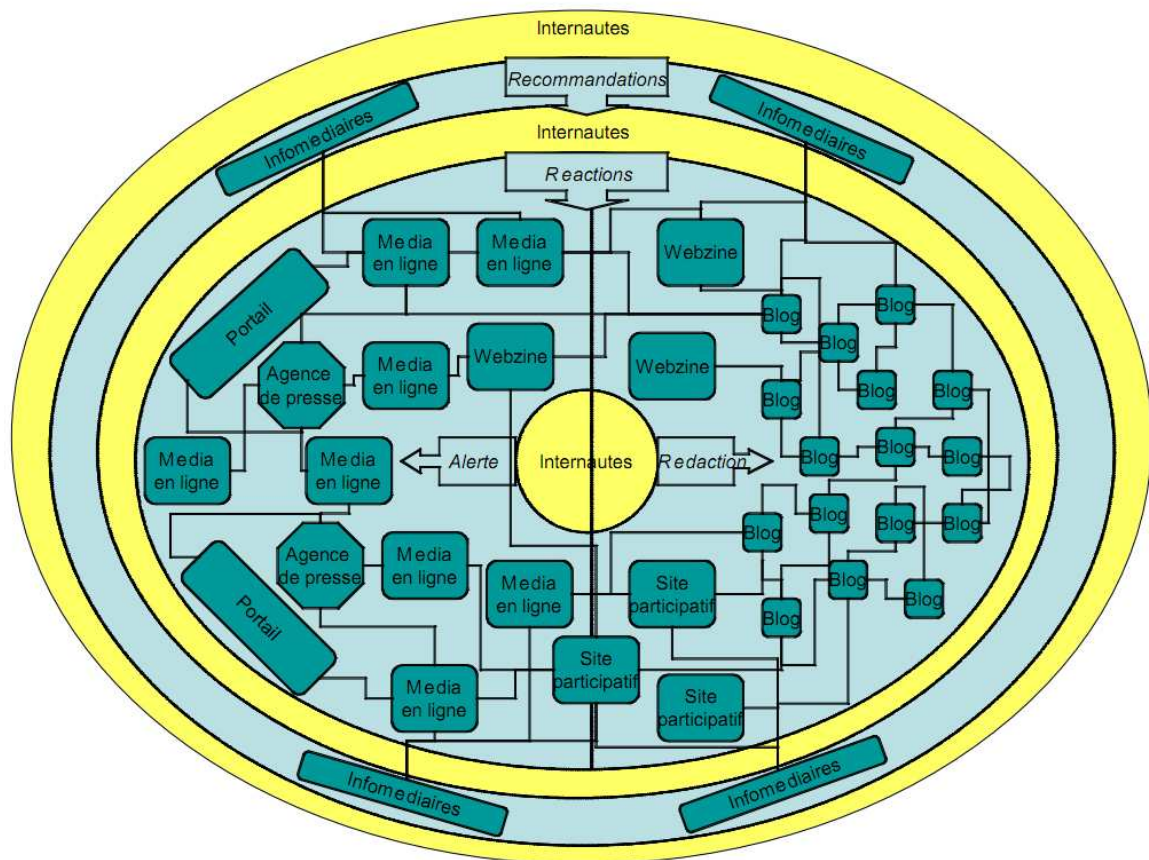 Internautes
Recommandations
Infomediaires
Infomediaires
Internautes
Reactions
Media
en ligne
Media
en ligne
Webzine
Portail
Blog
Blog
Blog
Agence
de presse
Media
en ligne
Webzine
Webzine
Blog
Blog
Blog
Media
en ligne
Media
en ligne
Alerte
Internautes
Redaction
Blog
Blog
Blog
Blog
Blog
Blog
Blog
Agence
de presse
Media
en ligne
Media
en ligne
Site
participatif
Blog
Blog
Blog
Portail
Media
en ligne
Site
participatif
Site
participatif
Infomediaires
Infomediaires